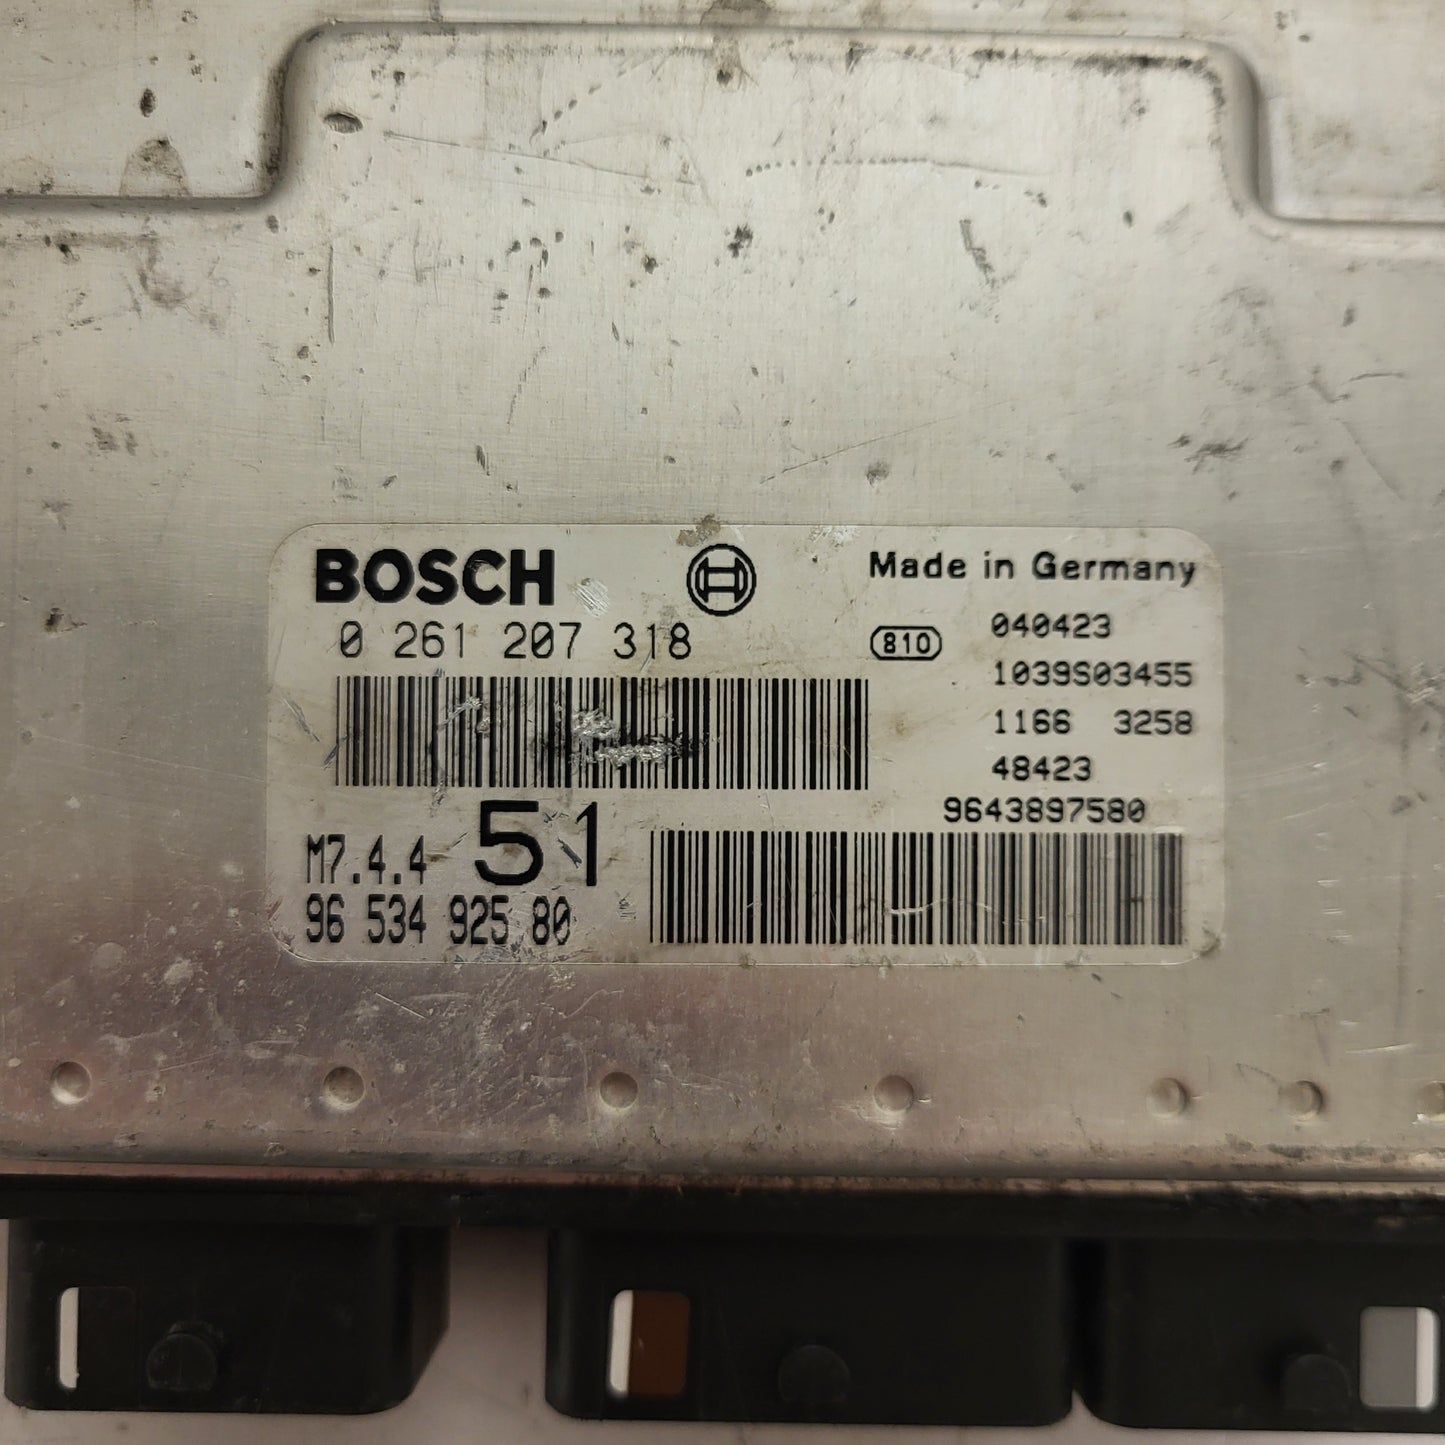 BOSCH
Made in Germany
0 261 207 318
810
040423
1039S03455
1166 3258
48423
9643897580
M7.4.4 51
96 534 925 80